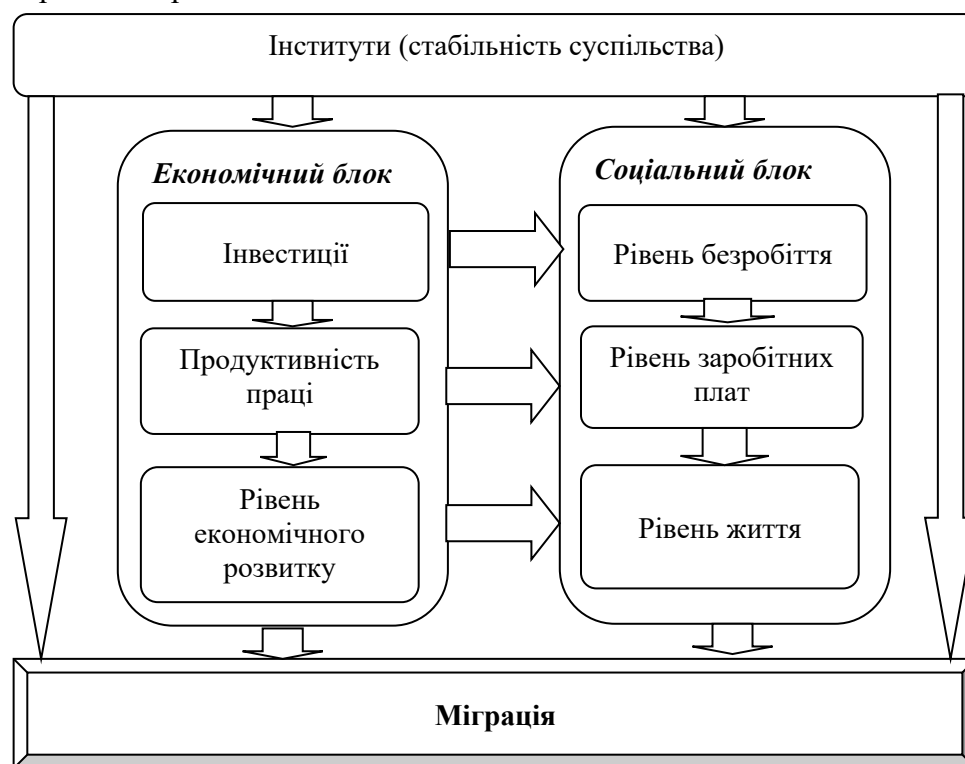 Інститути (стабільність суспільства)
Економічний блок
Соціальний блок
Інвестиції
Рівень безробіття
Продуктивність
праці
Рівень заробітних
плат
Рівень
економічного
розвитку
Рівень життя
Міграція